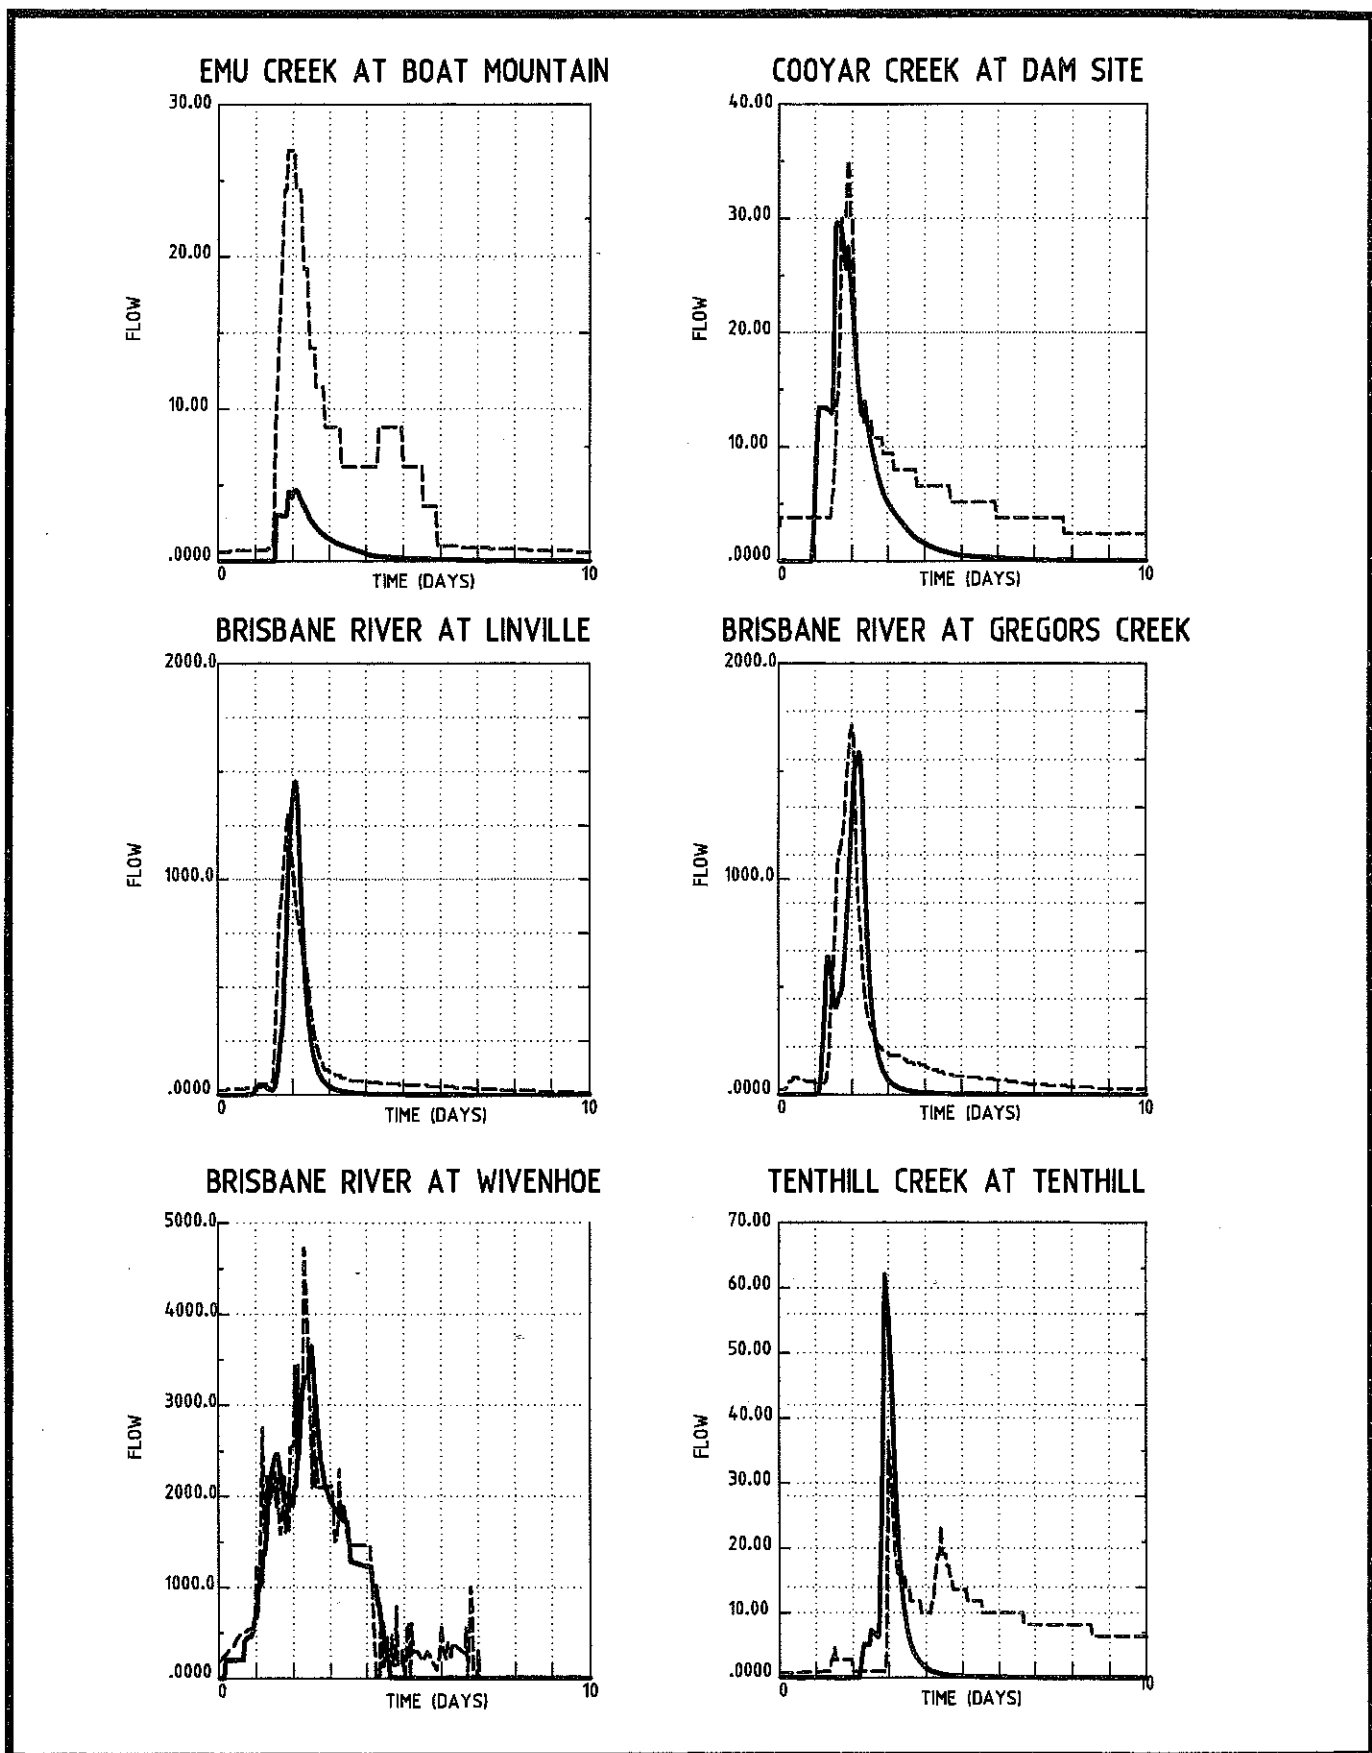 EMU CREEK AT BOAT MOUNTAIN
30.00
20.00
10.00
.0000
FLOW
0
10
TIME (DAYS)
COOYAR CREEK AT DAM SITE
40.00
30.00
20.00
10.00
.0000
FLOW
0
10
TIME (DAYS)
BRISBANE RIVER AT LINVILLE
2000.0
1000.0
.0000
FLOW
0
10
TIME (DAYS)
BRISBANE RIVER AT GREGORS CREEK
2000.0
1000.0
.0000
FLOW
0
10
TIME (DAYS)
BRISBANE RIVER AT WIVENHOE
5000.0
4000.0
3000.0
2000.0
1000.0
.0000
FLOW
0
10
TIME (DAYS)
TENTHILL CREEK AT TENTHILL
70.00
60.00
50.00
40.00
30.00
20.00
10.00
.0000
FLOW
0
10
TIME (DAYS)